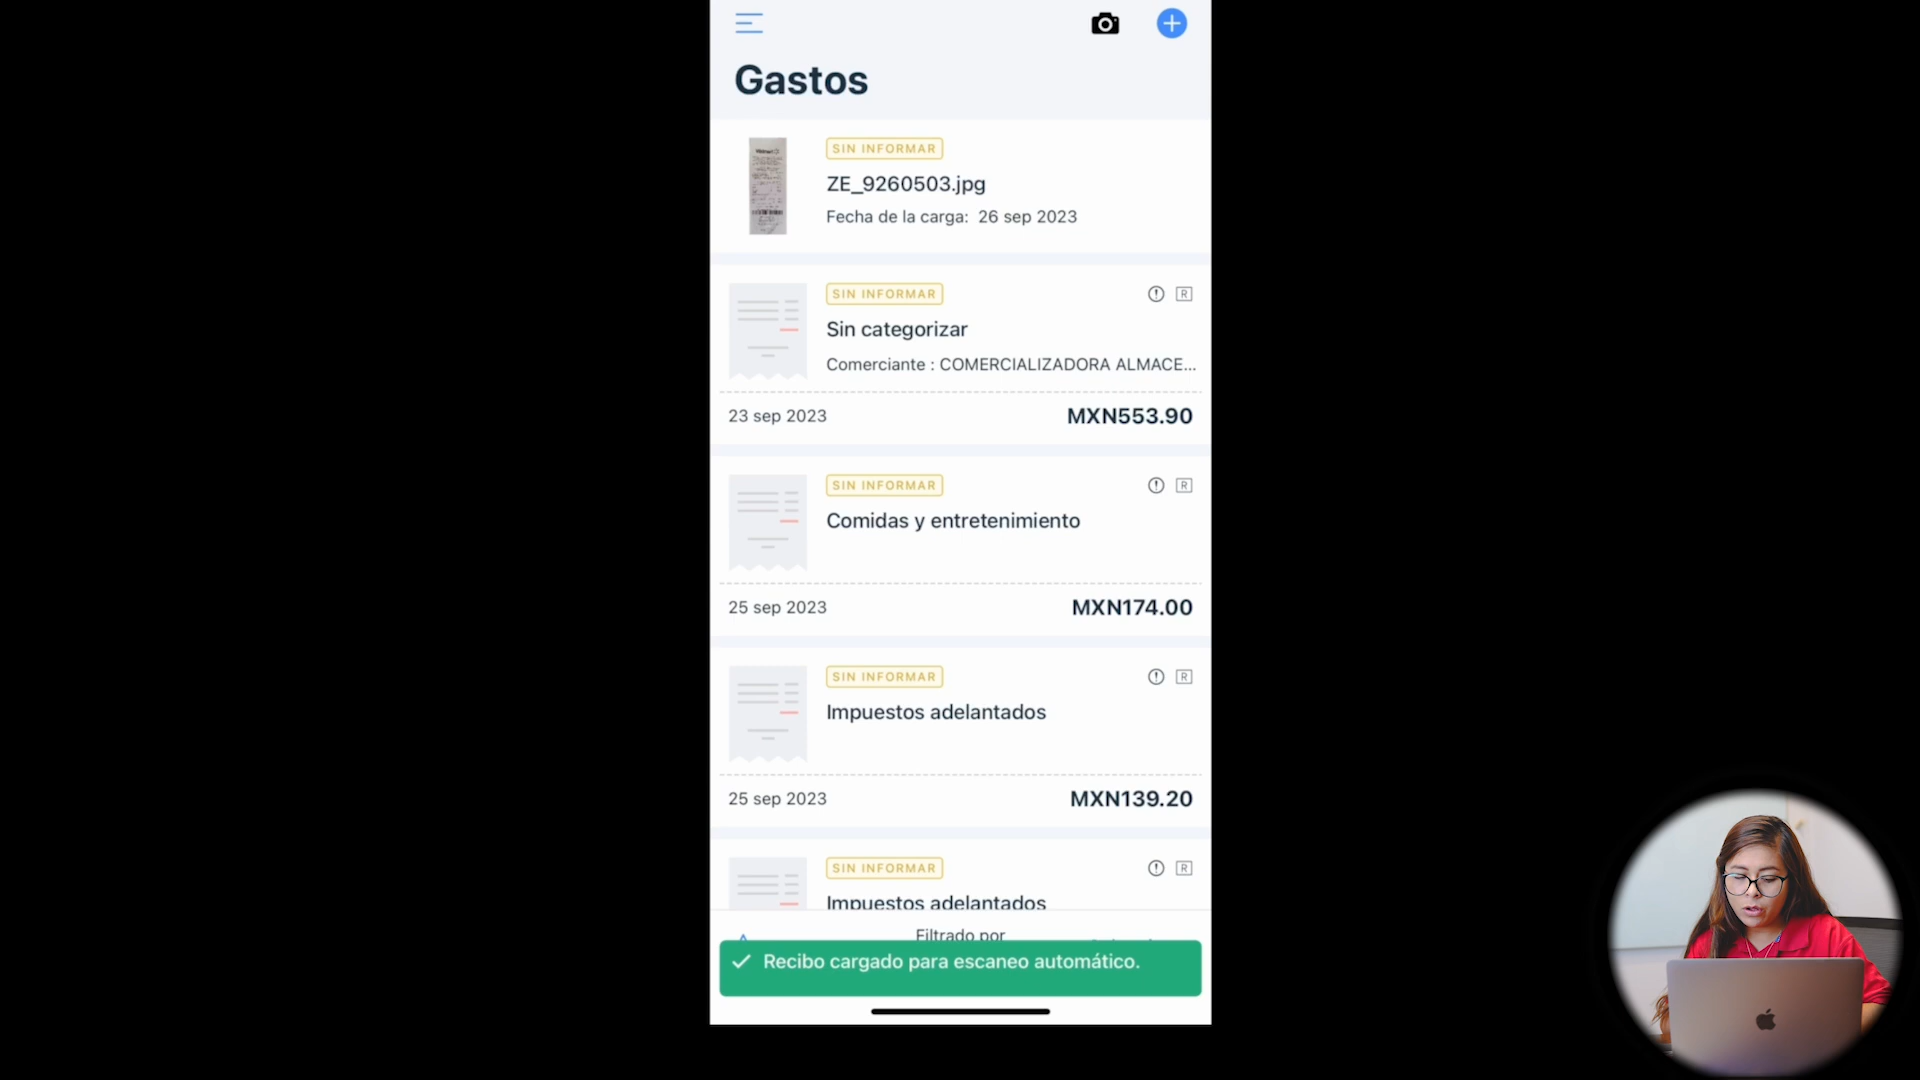 Gastos
SIN INFORMAR
ZE_9260503.jpg
Fecha de la carga: 26 sep 2023
SIN INFORMAR
R
Sin categorizar
Comerciante : COMERCIALIZADORA ALMACE...
23 sep 2023
MXN553.90
SIN INFORMAR
R
Comidas y entretenimiento
25 sep 2023
MXN174.00
SIN INFORMAR
R
Impuestos adelantados
25 sep 2023
MXN139.20
SIN INFORMAR
R
Impuestos adelantados
Filtrado por
Recibo cargado para escaneo automático.